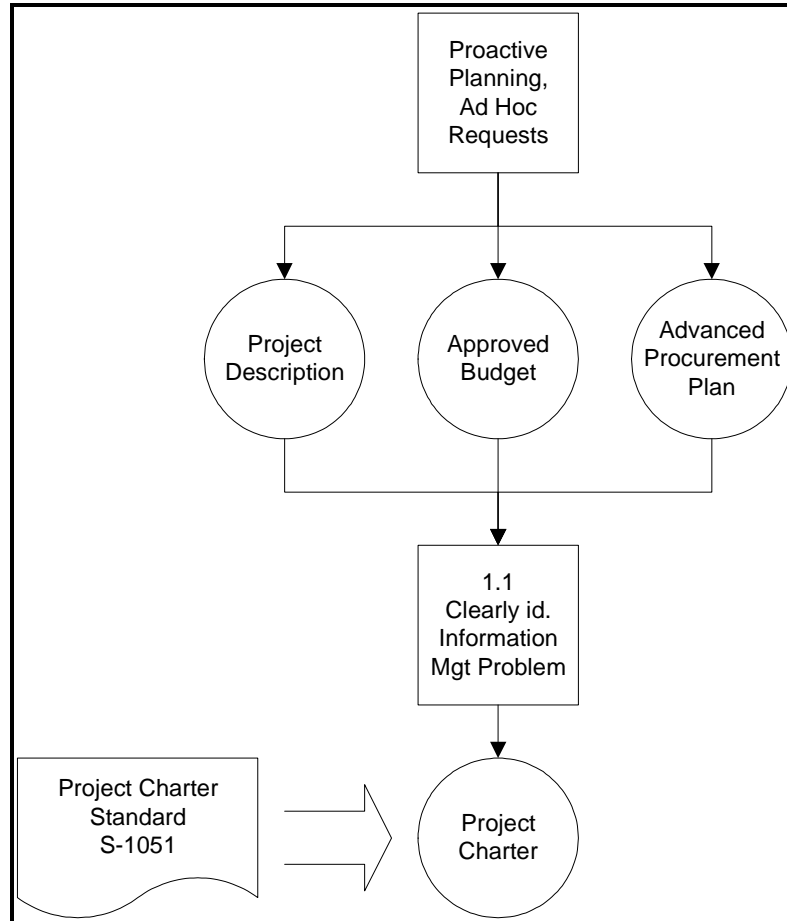 Proactive
Planning,
Ad Hoc
Requests
Project
Description
Approved
Budget
Advanced
Procurement
Plan
1.1
Clearly id.
Information
Mgt Problem
Project Charter
Standard
S-1051
Project
Charter